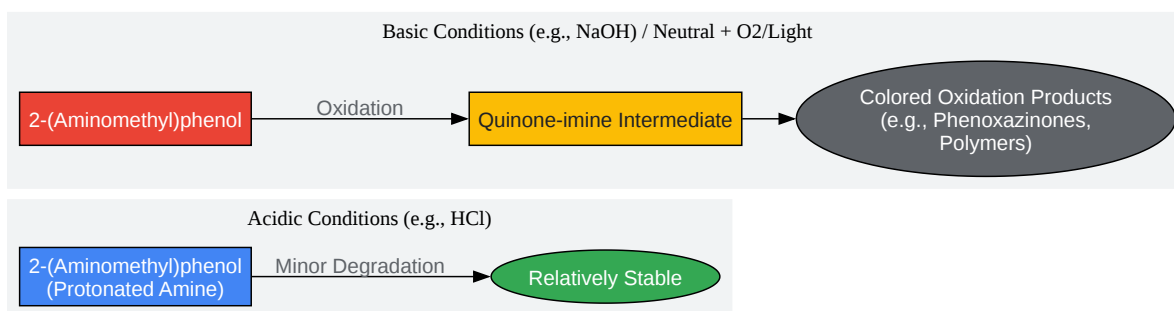 Basic Conditions (e.g., NaOH) / Neutral + O2/Light
2-(Aminomethyl)phenol
Oxidation
Quinone-imine Intermediate
Colored Oxidation Products
(e.g., Phenoxazinones,
Polymers)
Acidic Conditions (e.g., HCl)
2-(Aminomethyl)phenol
(Protonated Amine)
Minor Degradation
Relatively Stable